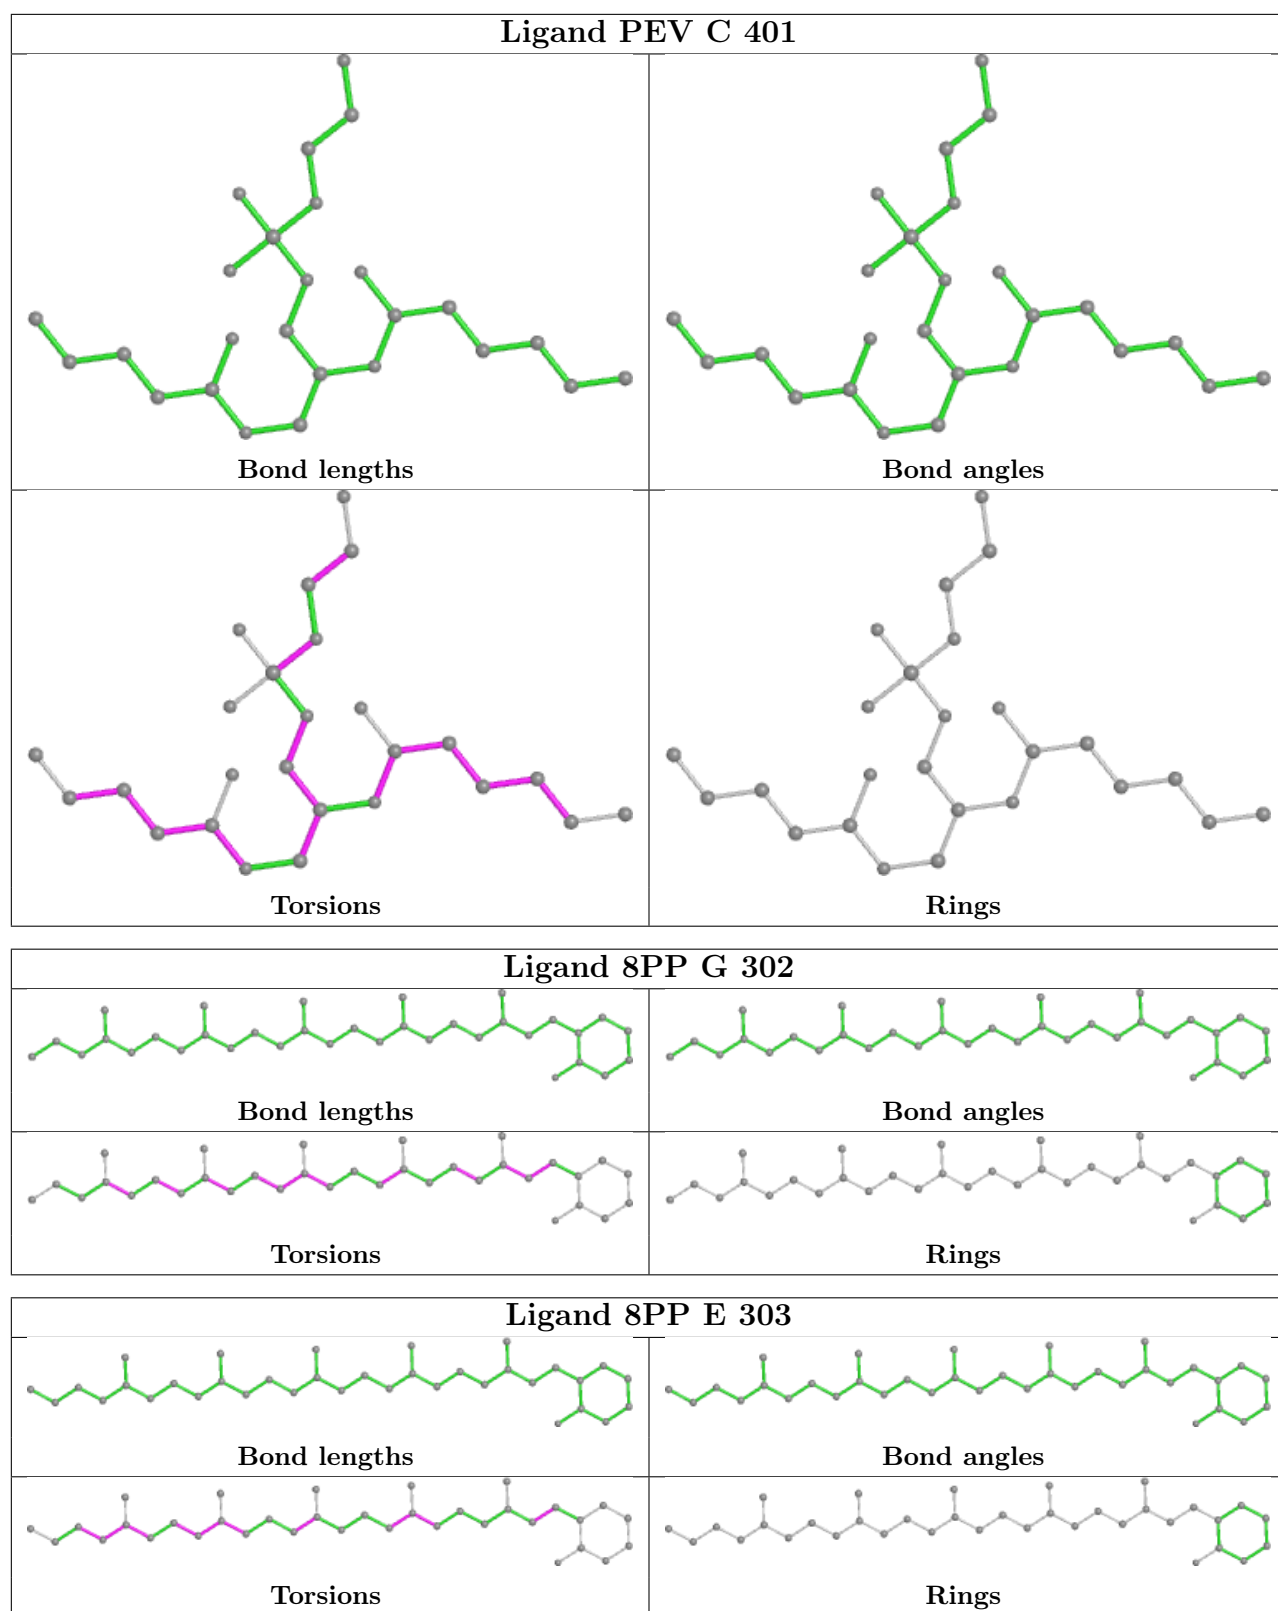 Ligand PEV C 401
Bond lengths
Bond angles
Torsions
Rings
Ligand 8PP G 302
Bond lengths
Bond angles
Torsions
Rings
Ligand 8PP E 303
Bond lengths
Bond angles
Torsions
Rings